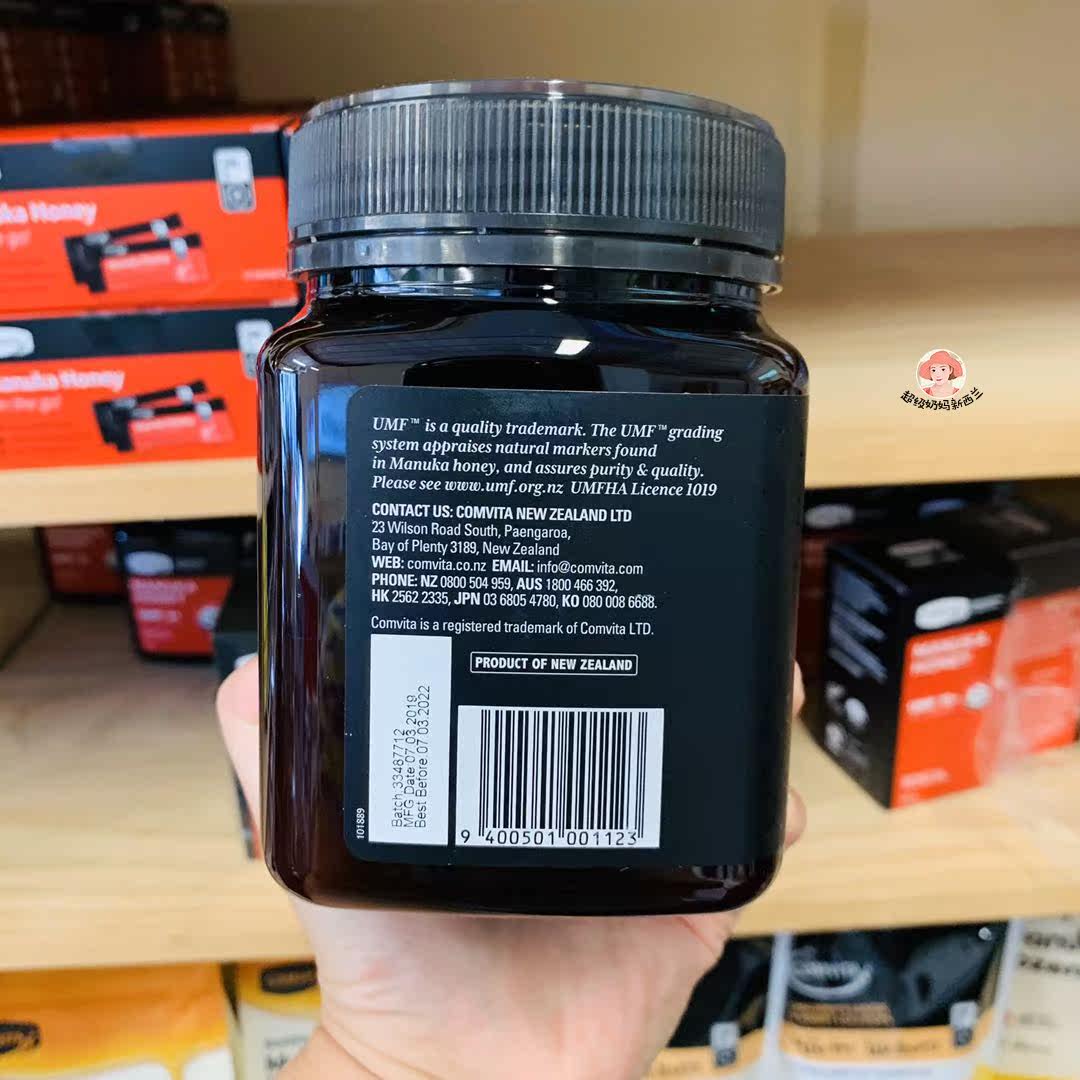 UMF™ is a quality trademark. The UMF™ grading
system appraises natural markers found
in Manuka honey, and assures purity & quality.
Please see www.umf.org.nz UMFHA Licence 1019
CONTACT US: COMVITA NEW ZEALAND LTD
23 Wilson Road South, Paengaroa,
Bay of Plenty 3189, New Zealand
WEB: comvita.co.nz EMAIL: info@comvita.com
PHONE: NZ 0800 504 959, AUS 1800 466 392,
HK 2562 2335, JPN 03 6805 4780, KO 080 008 6688.
Comvita is a registered trademark of Comvita LTD.
PRODUCT OF NEW ZEALAND
Batch 33487712
MFG Date 07.03.2019
Best Before 07.03.2022
101889
9 400501 001123
超级奶妈新西兰
Honey
Manuka Honey
MANUKA